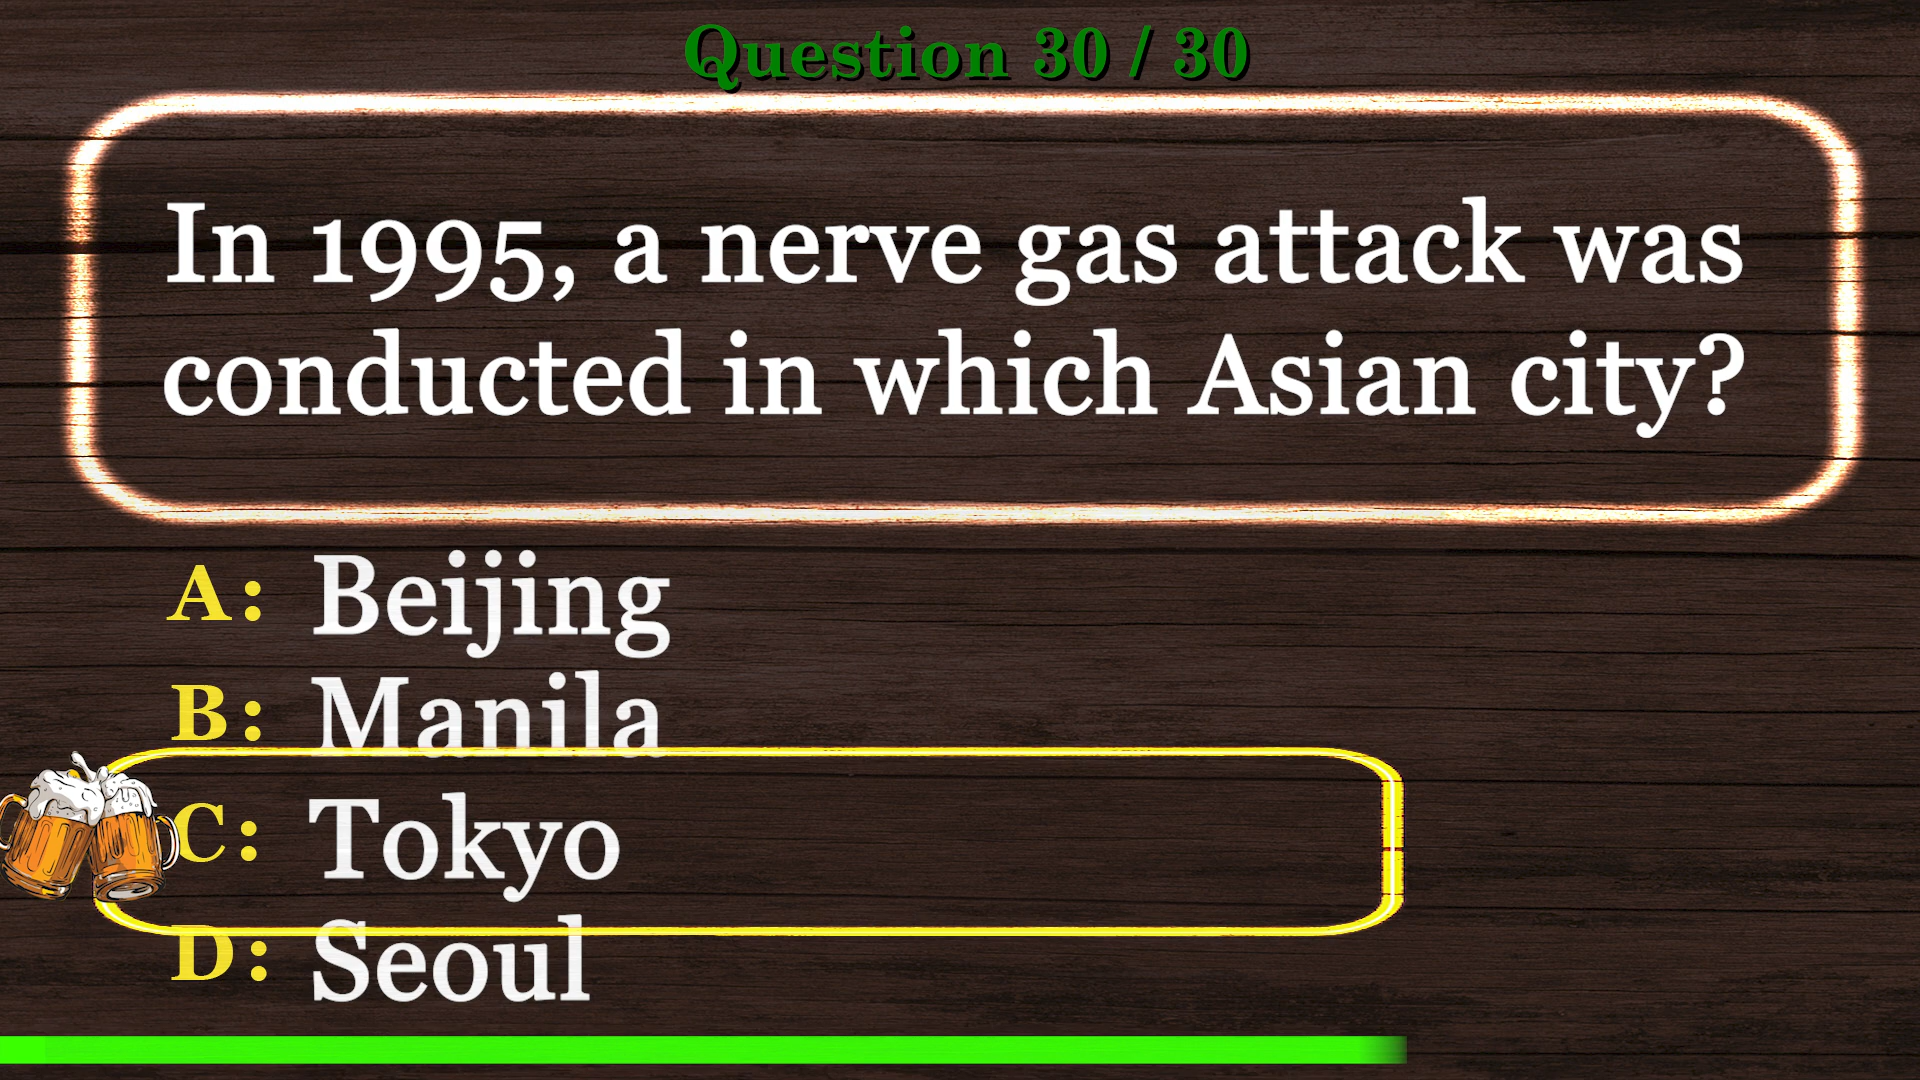 Question 30 / 30
In 1995, a nerve gas attack was
conducted in which Asian city?
A: Beijing
B: Manila
C: Tokyo
D: Seoul